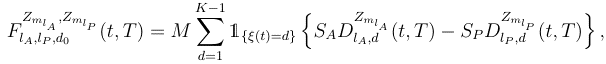 $$F_{l_A,l_P,d_0}^{Z_{m_{l_A}},Z_{m_{l_P}}}(t,T) = M\sum_{d=1}^{K-1} \mathbb{1}_{\{\xi(t)=d\}} \left\{ S_A D_{l_A,d}^{Z_{m_{l_A}}}(t,T) - S_P D_{l_P,d}^{Z_{m_{l_P}}}(t,T) \right\},$$